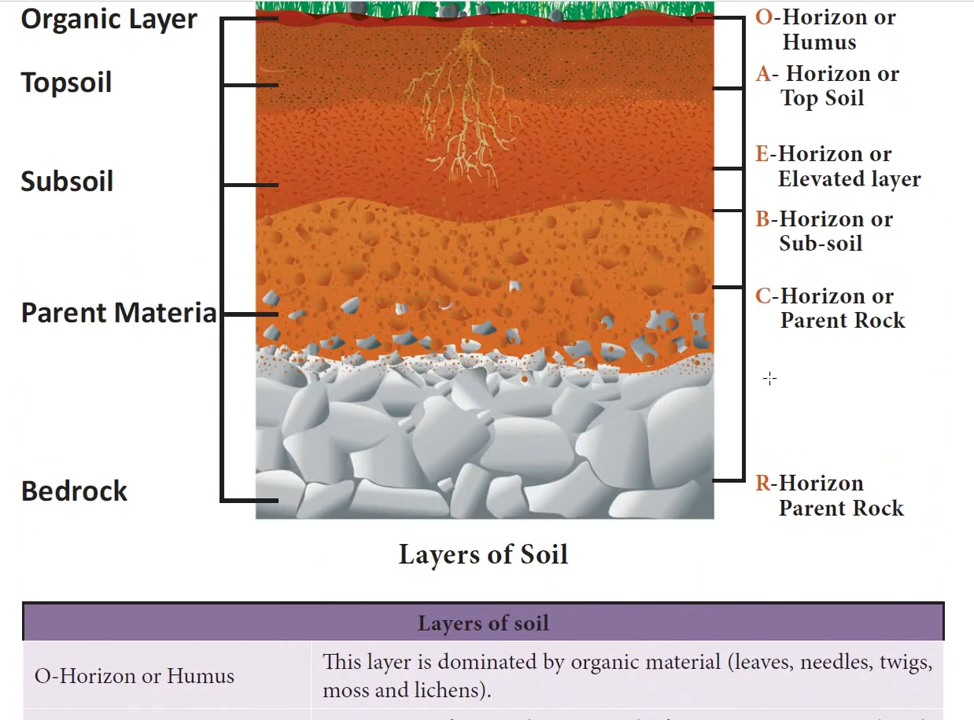 Organic Layer
Topsoil
Subsoil
Parent Materia
Bedrock
O-Horizon or
Humus
A- Horizon or
Top Soil
E-Horizon or
Elevated layer
B-Horizon or
Sub-soil
C-Horizon or
Parent Rock
R-Horizon
Parent Rock
Layers of Soil
Layers of soil
O-Horizon or Humus
This layer is dominated by organic material (leaves, needles, twigs,
moss and lichens).